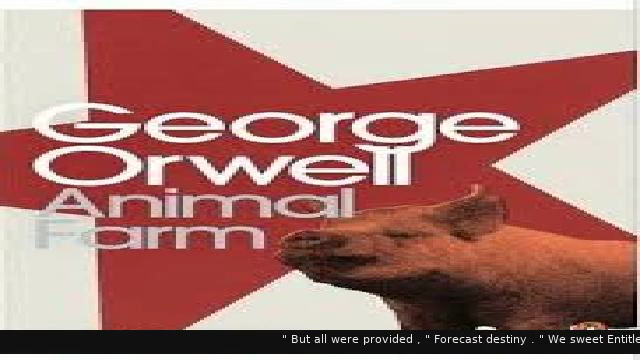 George
Orwell
Animal
Farm
" But all were provided , " Forecast destiny . " We sweet Entitle